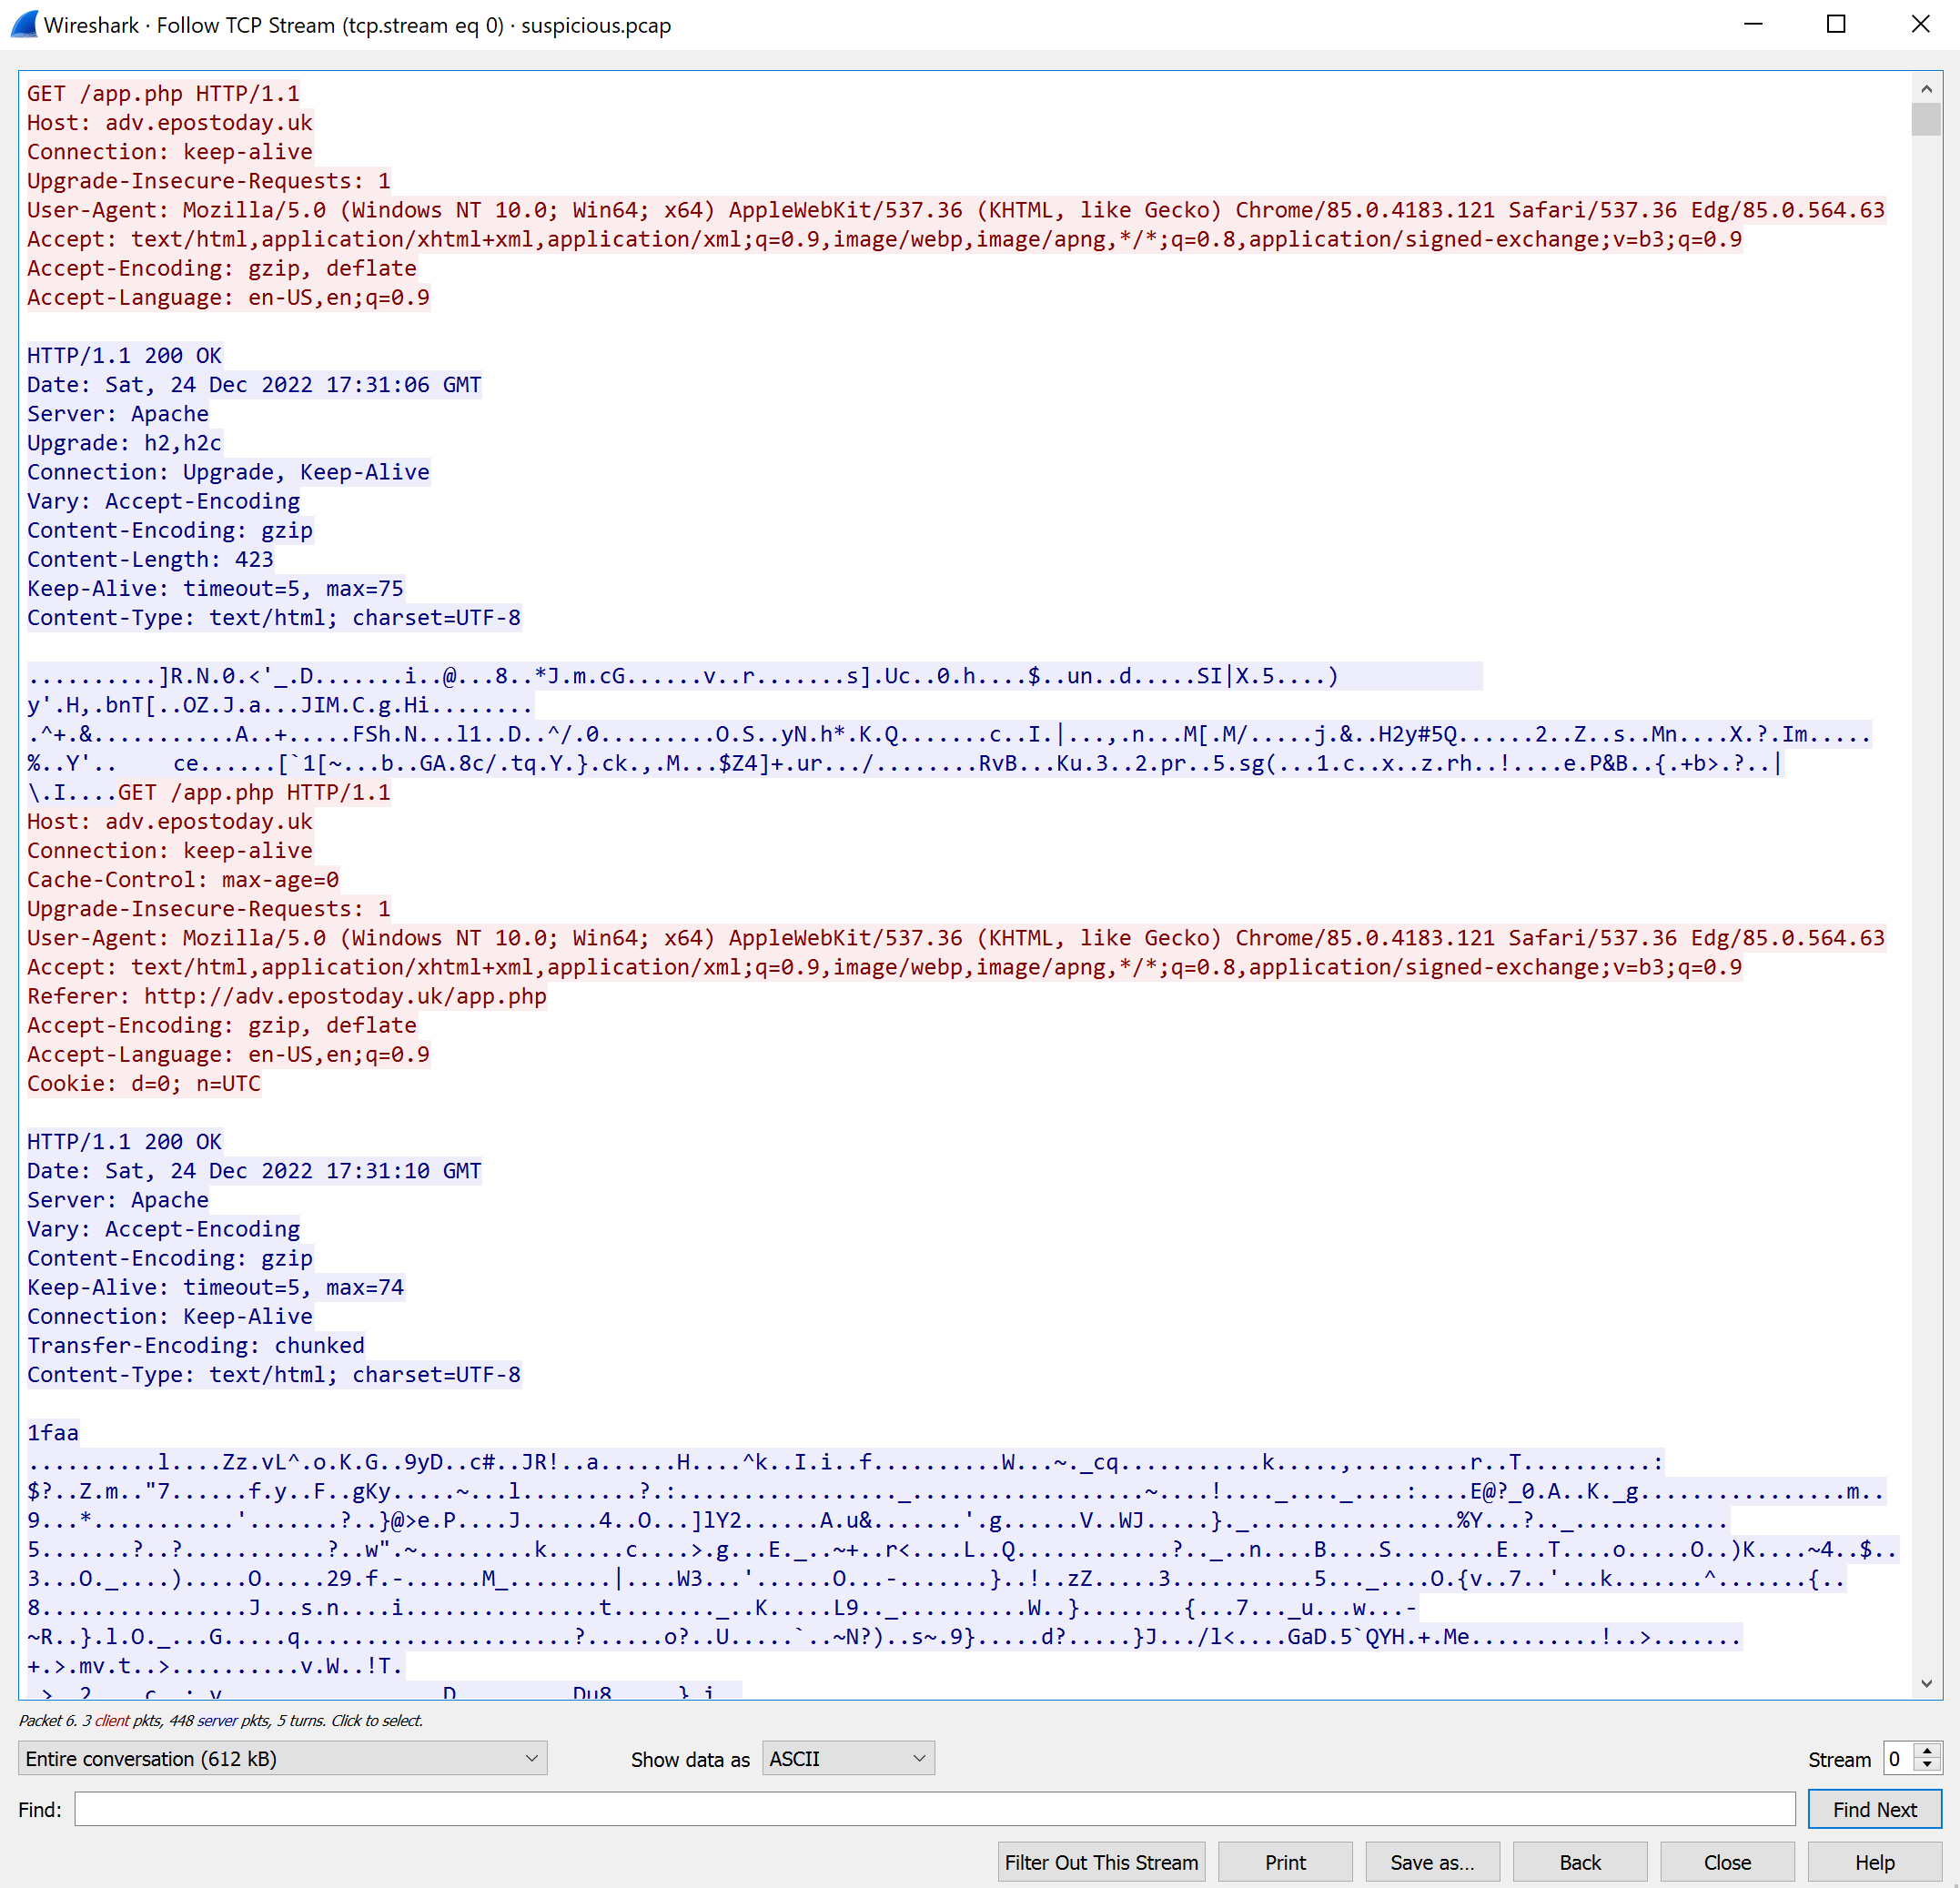 Wireshark · Follow TCP Stream (tcp.stream eq 0) · suspicious.pcap
GET /app.php HTTP/1.1
Host: adv.epostoday.uk
Connection: keep-alive
Upgrade-Insecure-Requests: 1
User-Agent: Mozilla/5.0 (Windows NT 10.0; Win64; x64) AppleWebKit/537.36 (KHTML, like Gecko) Chrome/85.0.4183.121 Safari/537.36 Edg/85.0.564.63
Accept: text/html,application/xhtml+xml,application/xml;q=0.9,image/webp,image/apng,*/*;q=0.8,application/signed-exchange;v=b3;q=0.9
Accept-Encoding: gzip, deflate
Accept-Language: en-US,en;q=0.9
HTTP/1.1 200 OK
Date: Sat, 24 Dec 2022 17:31:06 GMT
Server: Apache
Upgrade: h2,h2c
Connection: Upgrade, Keep-Alive
Vary: Accept-Encoding
Content-Encoding: gzip
Content-Length: 423
Keep-Alive: timeout=5, max=75
Content-Type: text/html; charset=UTF-8
..........]R.N.0.<'_.D.......i..@...8..*J.m.cG......v..r.......s].Uc..0.h....$..un..d.....SI|X.5....)
y'.H,.bnT[..OZ.J.a...JIM.C.g.Hi........
.^+.&...........A..+.....FSh.N...l1..D..^/.0.........O.S..yN.h*.K.Q.......c..I.|...,.n...M[.M/.....j.&..H2y#5Q......2..Z..s..Mn....X.?.Im.....
%..Y'.. ce......[`1[~...b..GA.8c/.tq.Y.}.ck.,.M...$Z4]+.ur.../........RvB...Ku.3..2.pr..5.sg(...1.c..x..z.rh..!....e.P&B..{.+b>.?..|
\.I....GET /app.php HTTP/1.1
Host: adv.epostoday.uk
Connection: keep-alive
Cache-Control: max-age=0
Upgrade-Insecure-Requests: 1
User-Agent: Mozilla/5.0 (Windows NT 10.0; Win64; x64) AppleWebKit/537.36 (KHTML, like Gecko) Chrome/85.0.4183.121 Safari/537.36 Edg/85.0.564.63
Accept: text/html,application/xhtml+xml,application/xml;q=0.9,image/webp,image/apng,*/*;q=0.8,application/signed-exchange;v=b3;q=0.9
Referer: http://adv.epostoday.uk/app.php
Accept-Encoding: gzip, deflate
Accept-Language: en-US,en;q=0.9
Cookie: d=0; n=UTC
HTTP/1.1 200 OK
Date: Sat, 24 Dec 2022 17:31:10 GMT
Server: Apache
Vary: Accept-Encoding
Content-Encoding: gzip
Keep-Alive: timeout=5, max=74
Connection: Keep-Alive
Transfer-Encoding: chunked
Content-Type: text/html; charset=UTF-8
1faa
..........l....Zz.vL^.o.K.G..9yD..c#..JR!..a......H....^k..I.i..f..........W...~._cq...........k.....,.........r..T..........:
$?..Z.m.."7......f.y..F..gKy.....~...l.........?.:................._..................~....!...._...._....:....E@?_0.A..K._g................m..
9...*...........'.......?..}@>e.P....J......4..O...]lY2......A.u&.......'.g......V..WJ.....}._................%Y...?.._............
5.......?..?...........?..w".~.........k......c....>.g...E._..~+..r<....L..Q............?.._..n....B....S........E...T....o.....O..)K....~4..$..
3...O._....).....O.....29.f.-......M_........|....W3...'......O...-.......}..!..zZ.....3...........5..._....O.{v..7..'...k.......^.......{..
8................J...s.n....i...............t........_..K.....L9.._..........W..}........{...7..._u...w...-
~R..}.l.O._...G.....q.....................?......o?..U.....`..~N?)..s~.9}.....d?.....}J.../l<....GaD.5`QYH.+.Me..........!..>.......
+.>.mv.t..>..........v.W..!T.
Packet 6. 3 client pkts, 448 server pkts, 5 turns. Click to select.
Entire conversation (612 kB) Show data as ASCII Stream 0
Find: Find Next
Filter Out This Stream Print Save as... Back Close Help